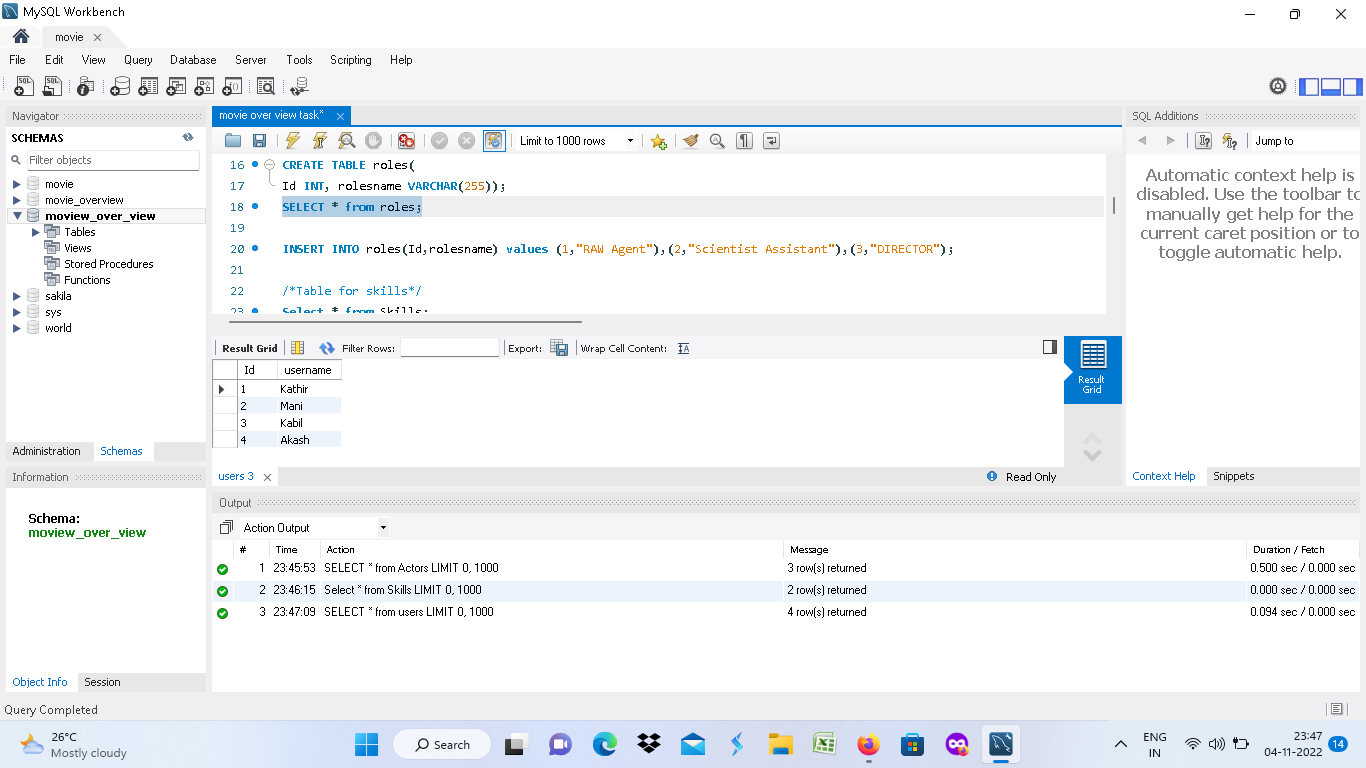 MySQL Workbench
movie
File Edit View Query Database Server Tools Scripting Help
Navigator
SCHEMAS
Filter objects
movie
movie_overview
moview_over_view
Tables
Views
Stored Procedures
Functions
sakila
sys
world
Administration Schemas
Information
Schema:
moview_over_view
Object Info Session
movie over view task*
Limit to 1000 rows
16 CREATE TABLE roles(
17 Id INT, rolesname VARCHAR(255));
18 SELECT * from roles;
19
20 INSERT INTO roles(Id,rolesname) values (1,"RAW Agent"),(2,"Scientist Assistant"),(3,"DIRECTOR");
21
22 /*Table for skills*/
23 Select * from Skills;
Result Grid Filter Rows: Export: Wrap Cell Content:
Id username
1 Kathir
2 Mani
3 Kabil
4 Akash
Result
Grid
users 3 Read Only
SQL Additions
Jump to
Automatic context help is
disabled. Use the toolbar to
manually get help for the
current caret position or to
toggle automatic help.
Context Help Snippets
Output
Action Output
# Time Action Message Duration / Fetch
1 23:45:53 SELECT * from Actors LIMIT 0, 1000 3 row(s) returned 0.500 sec / 0.000 sec
2 23:46:15 Select * from Skills LIMIT 0, 1000 2 row(s) returned 0.000 sec / 0.000 sec
3 23:47:09 SELECT * from users LIMIT 0, 1000 4 row(s) returned 0.094 sec / 0.000 sec
Query Completed
26°C
Mostly cloudy
Search
ENG
IN
23:47
04-11-2022
14